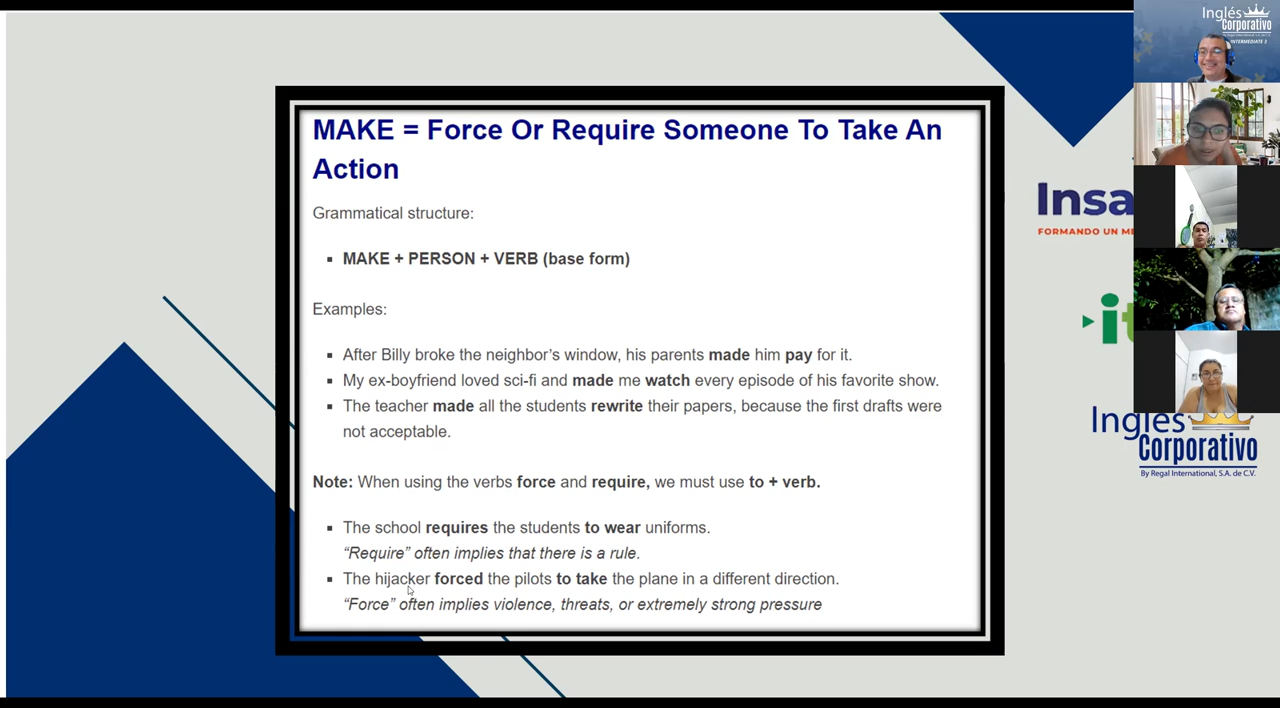 MAKE = Force Or Require Someone To Take An
Action
Grammatical structure:
▪ MAKE + PERSON + VERB (base form)
Examples:
▪ After Billy broke the neighbor’s window, his parents made him pay for it.
▪ My ex-boyfriend loved sci-fi and made me watch every episode of his favorite show.
▪ The teacher made all the students rewrite their papers, because the first drafts were
not acceptable.
Note: When using the verbs force and require, we must use to + verb.
▪ The school requires the students to wear uniforms.
“Require” often implies that there is a rule.
▪ The hijacker forced the pilots to take the plane in a different direction.
“Force” often implies violence, threats, or extremely strong pressure
Inglés
Corporativo
INTERMEDIATE 3
Insa
FORMANDO UN ME
it
Inglés
Corporativo
By Regal International, S.A. de C.V.